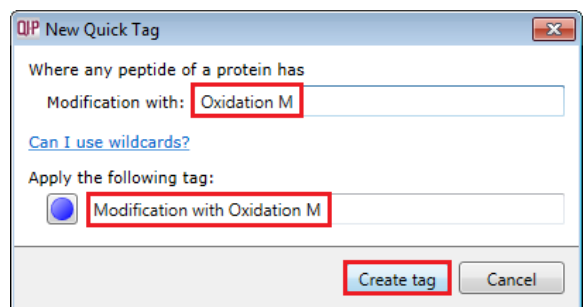 QIP New Quick Tag
Where any peptide of a protein has
Modification with: Oxidation M
Can I use wildcards?
Apply the following tag:
Modification with Oxidation M
Create tag Cancel